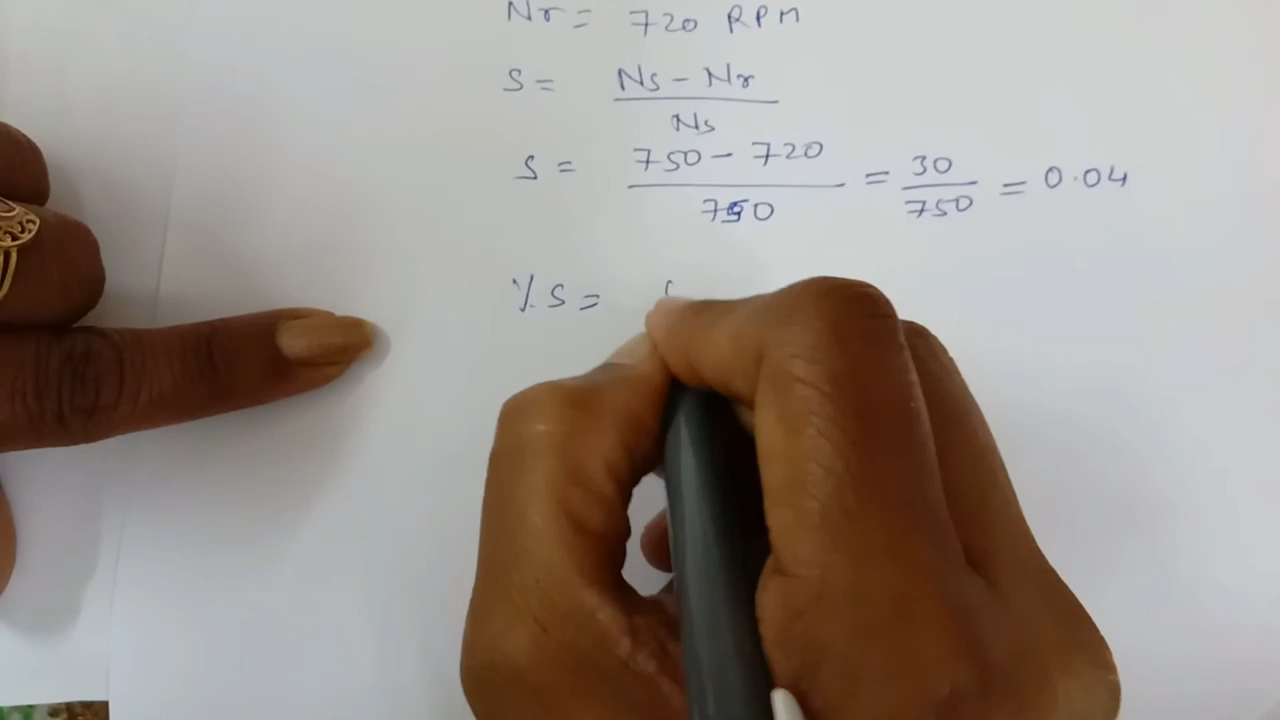 Nr = 720 RPM
S = Ns - Nr / Ns
S = 750 - 720 / 750 = 30 / 750 = 0.04
% S =